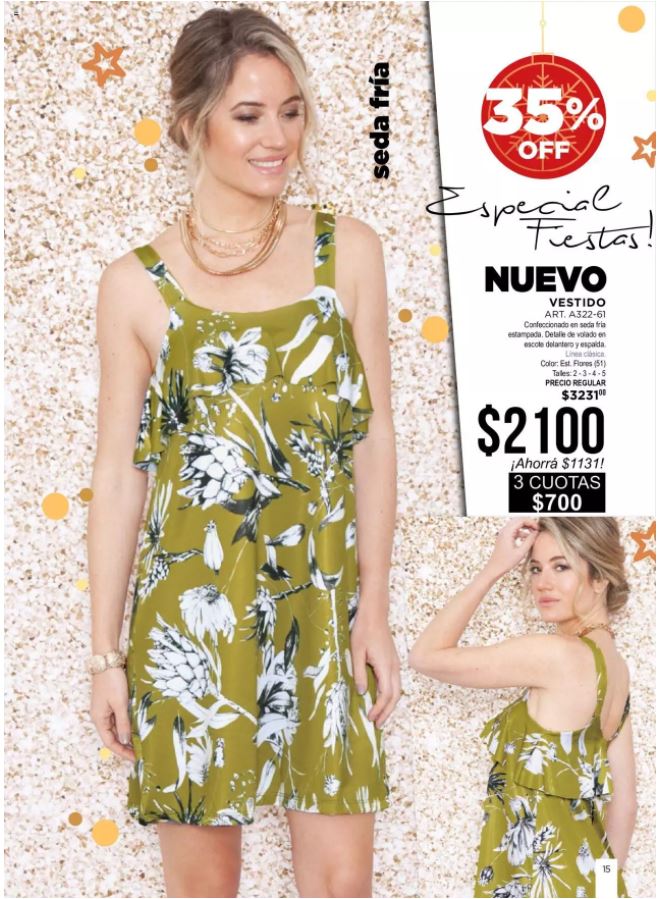 seda fría
35%
OFF
Especial
Fiestas!
NUEVO
VESTIDO
ART. A322-61
Confeccionado en seda fría
estampada. Detalle de volado en
escote delantero y espalda.
Línea clásica.
Color: Est. Flores (51)
Talles: 2 - 3 - 4 - 5
PRECIO REGULAR
$3231⁰⁰
$2100
¡Ahorrá $1131!
3 CUOTAS
$700
15